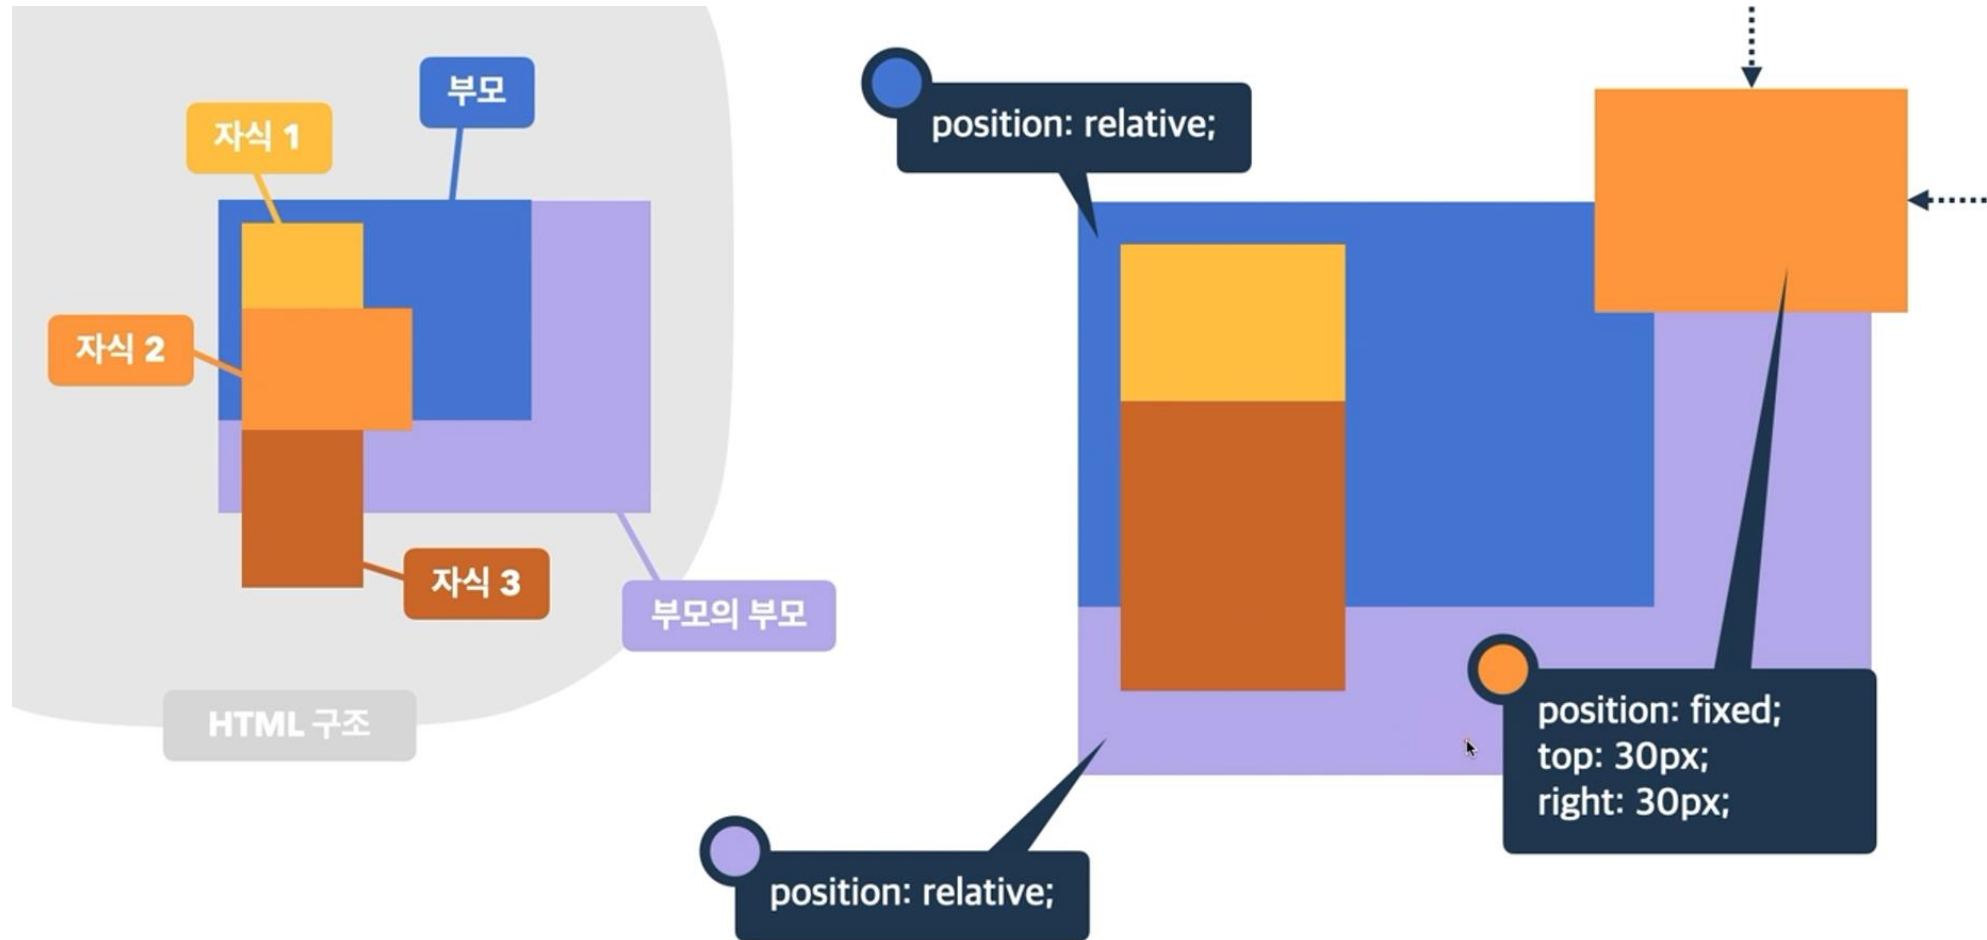 부모
자식 1
자식 2
자식 3
부모의 부모
HTML 구조
position: relative;
position: fixed;
top: 30px;
right: 30px;
position: relative;